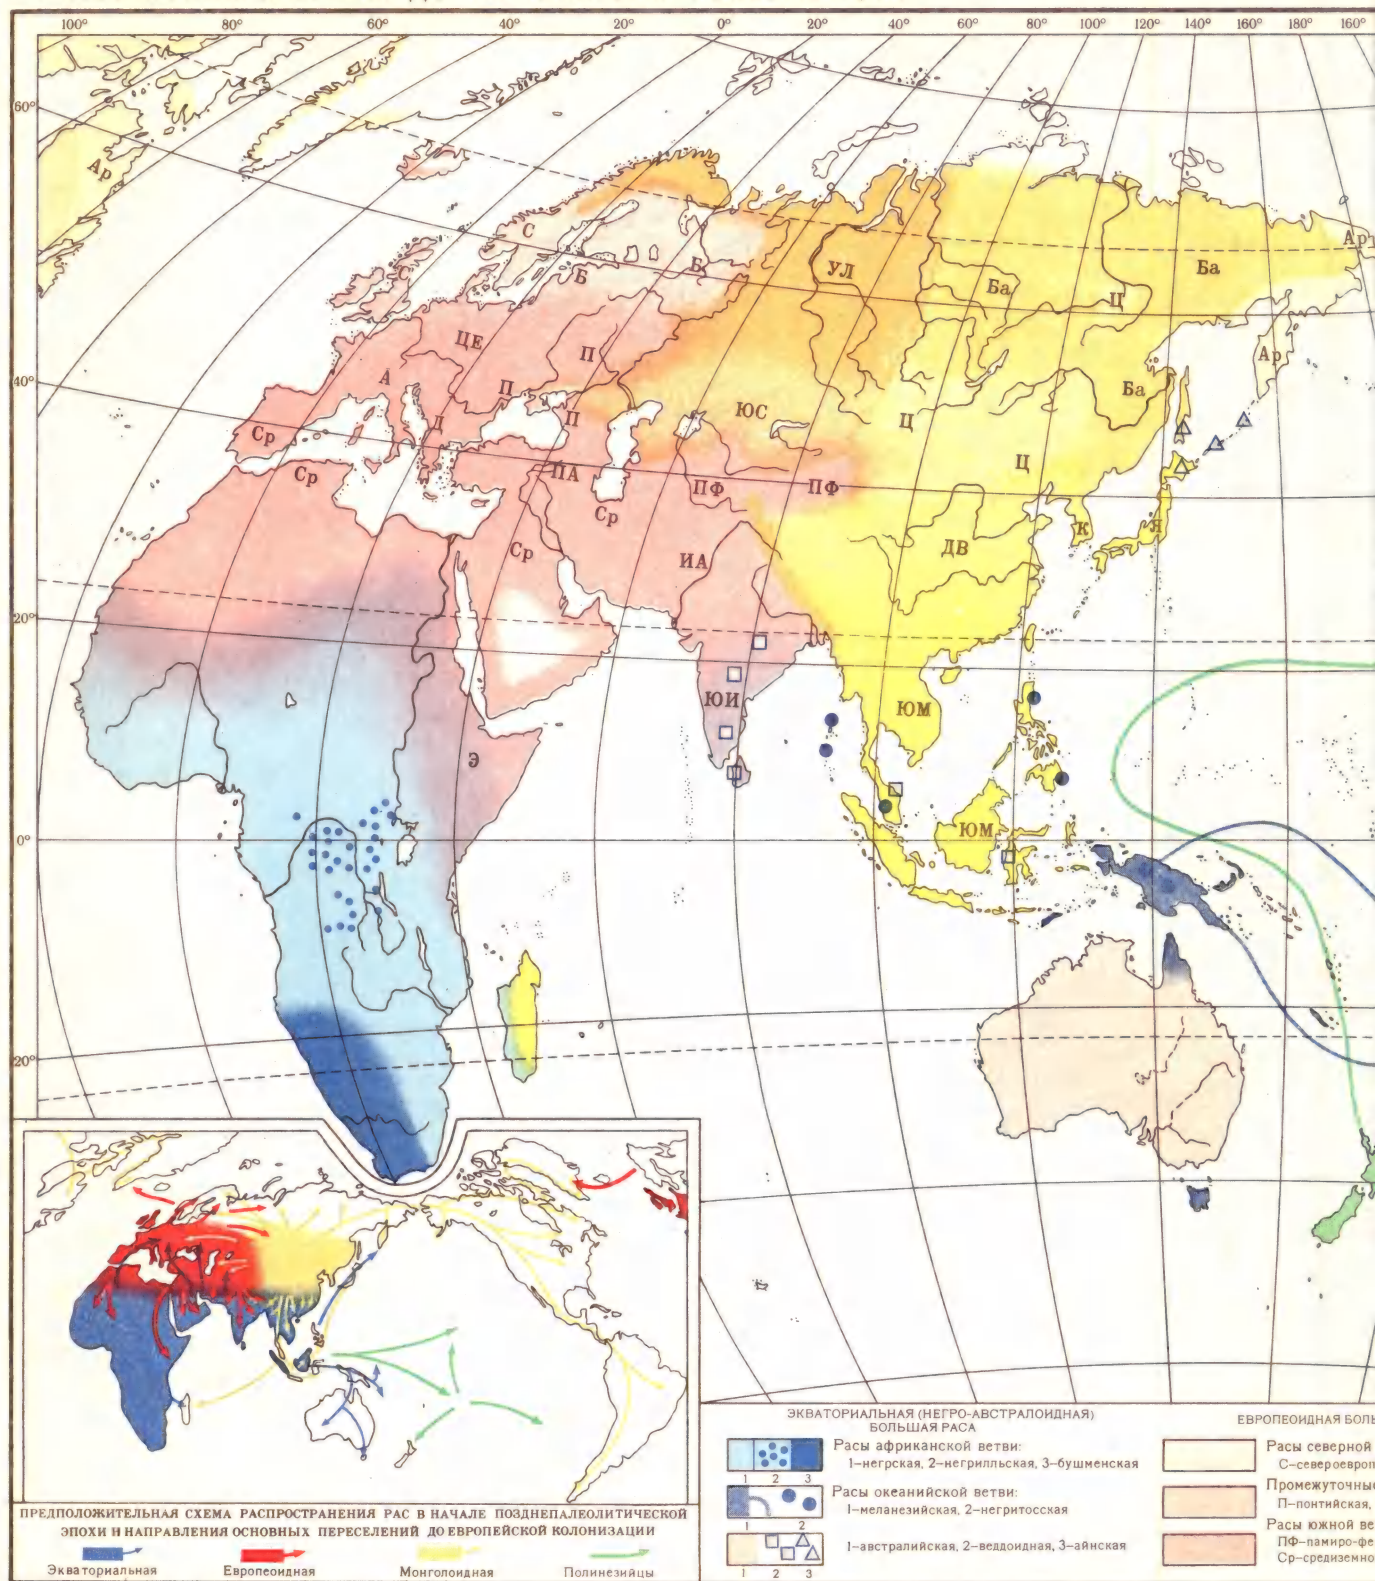 100° 80° 60° 40° 20° 0° 20° 40° 60° 80° 100° 120° 140° 160° 180° 160°
60°
40°
20°
0°
20°
Ар
С
С
Б
Б
УЛ
Ба
Ц
Ба
Ар
ЦЕ
П
А
П
Д
П
ЮС
Ц
Ба
Ар
Ср
Ср
ПА
Ср
ПФ
ПФ
Ц
К
Я
Ср
ИА
ДВ
ЮИ
ЮМ
Э
ЮМ
ПРЕДПОЛОЖИТЕЛЬНАЯ СХЕМА РАСПРОСТРАНЕНИЯ РАС В НАЧАЛЕ ПОЗДНЕПАЛЕОЛИТИЧЕСКОЙ
ЭПОХИ И НАПРАВЛЕНИЯ ОСНОВНЫХ ПЕРЕСЕЛЕНИЙ ДО ЕВРОПЕЙСКОЙ КОЛОНИЗАЦИИ
Экваториальная Европеоидная Монголоидная Полинезийцы
ЭКВАТОРИАЛЬНАЯ (НЕГРО-АВСТРАЛОИДНАЯ)
БОЛЬШАЯ РАСА
Расы африканской ветви:
1–негрская, 2–негрилльская, 3–бушменская
1 2 3
Расы океанийской ветви:
1–меланезийская, 2–негритосская
1 2
1–австралийская, 2–веддоидная, 3–айнская
1 2 3
ЕВРОПЕОИДНАЯ БОЛЬ
Расы северной
С–североевроп
Промежуточные
П–понтийская,
Расы южной ве
ПФ–памиро-фе
Ср–средиземно